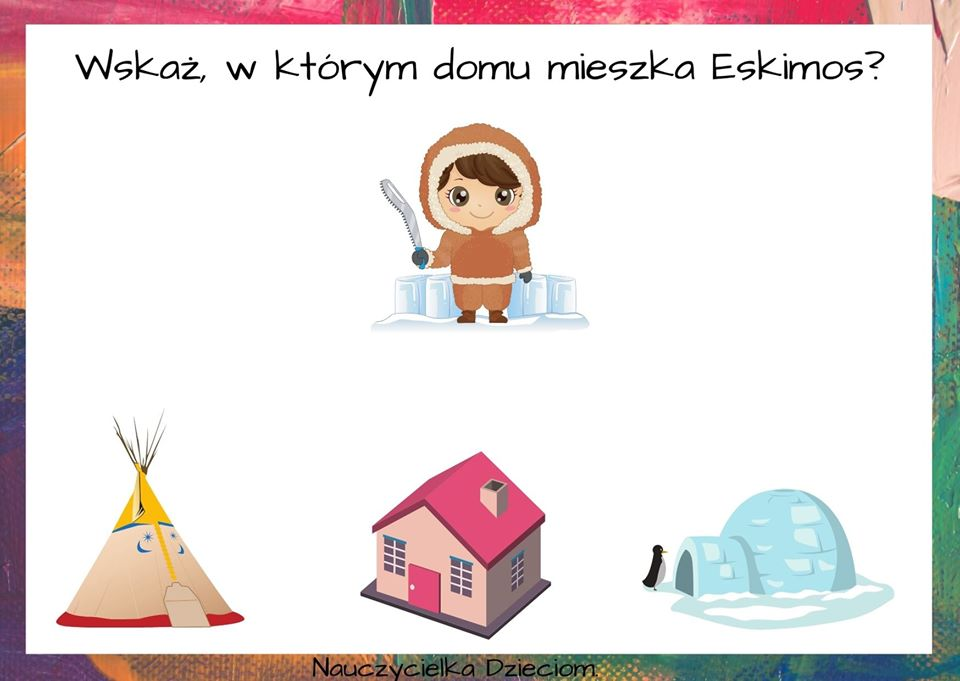 Wskaż, w którym domu mieszka Eskimos?
Nauczycielka Dzieciom.